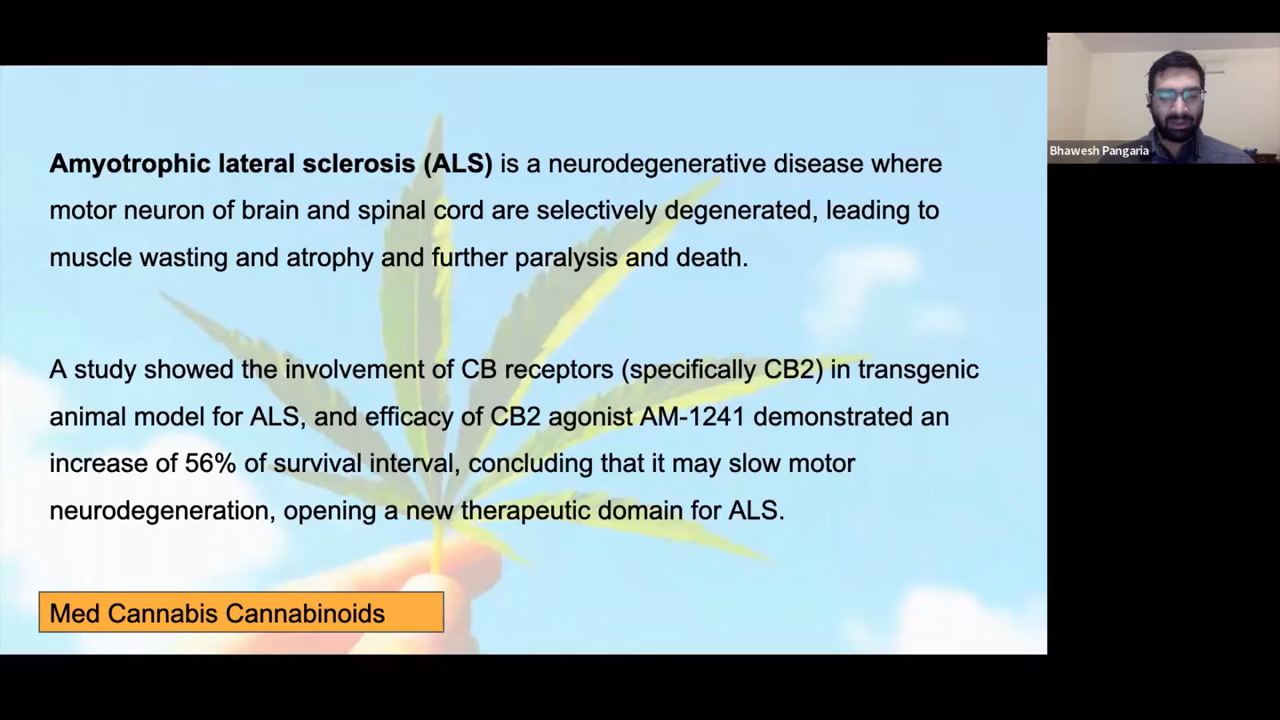 Amyotrophic lateral sclerosis (ALS) is a neurodegenerative disease where
motor neuron of brain and spinal cord are selectively degenerated, leading to
muscle wasting and atrophy and further paralysis and death.
A study showed the involvement of CB receptors (specifically CB2) in transgenic
animal model for ALS, and efficacy of CB2 agonist AM-1241 demonstrated an
increase of 56% of survival interval, concluding that it may slow motor
neurodegeneration, opening a new therapeutic domain for ALS.
Med Cannabis Cannabinoids
Bhawesh Pangaria